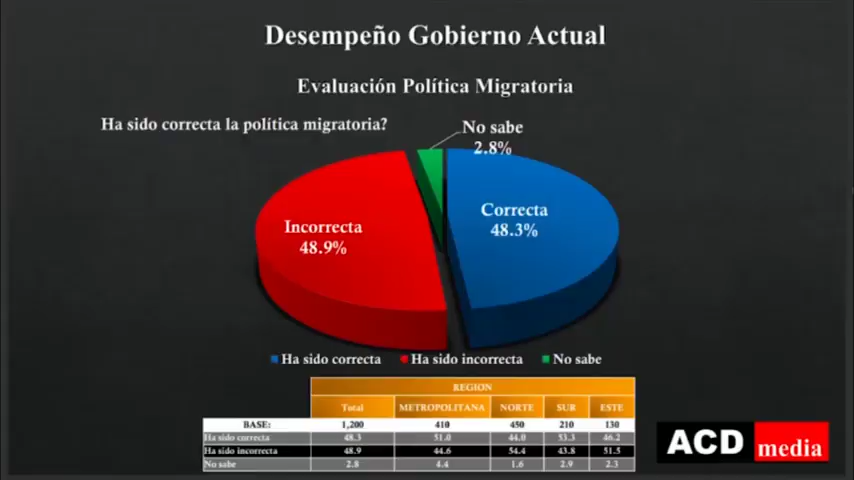 Desempeño Gobierno Actual
Evaluación Política Migratoria
Ha sido correcta la política migratoria?
No sabe
2.8%
Correcta
48.3%
Incorrecta
48.9%
Ha sido correcta Ha sido incorrecta No sabe
REGION
Total METROPOLITANA NORTE SUR ESTE
BASE: 1,200 410 450 210 130
Ha sido correcta 48.3 51.0 44.0 53.3 46.2
Ha sido incorrecta 48.9 44.6 54.4 43.8 51.5
No sabe 2.8 4.4 1.6 2.9 2.3
ACD media